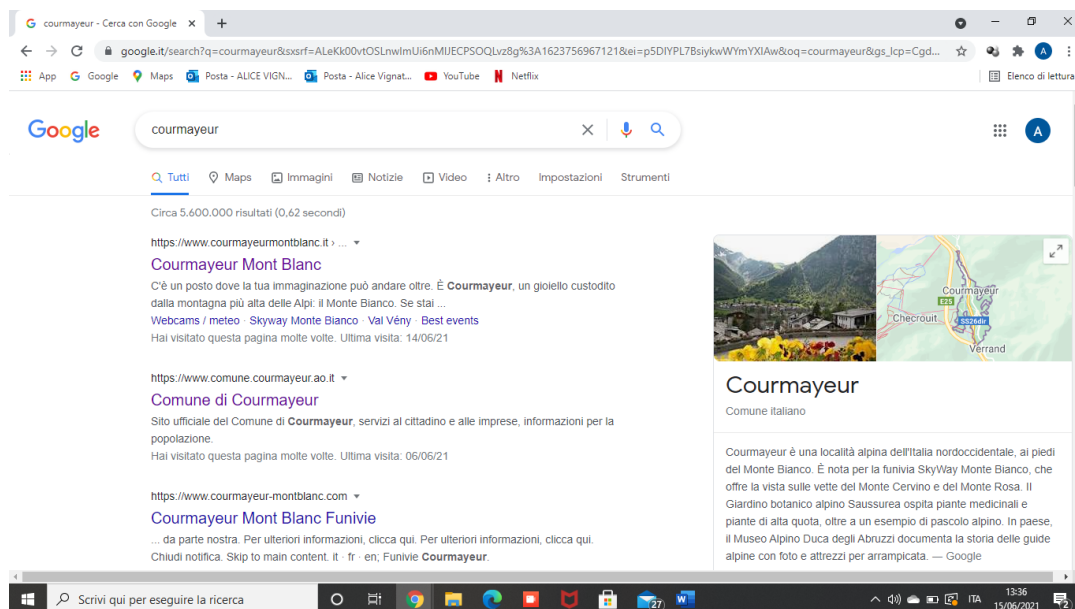 courmayeur - Cerca con Google
google.it/search?q=courmayeur&sxsrf=ALeKk00vtOSLnwlmUi6nMIJECPSOQLvz8g%3A1623756967121&ei=p5DIYPL7BsiykwWYmYXIAw&oq=courmayeur&gs_lcp=Cgd...
App Google Maps Posta - ALICE VIGN... Posta - Alice Vignat... YouTube Netflix Elenco di lettura
Google courmayeur A
Tutti Maps Immagini Notizie Video Altro Impostazioni Strumenti
Circa 5.600.000 risultati (0,62 secondi)
https://www.courmayeurmontblanc.it › ...
Courmayeur Mont Blanc
C'è un posto dove la tua immaginazione può andare oltre. È Courmayeur, un gioiello custodito
dalla montagna più alta delle Alpi: il Monte Bianco. Se stai ...
Webcams / meteo · Skyway Monte Bianco · Val Vény · Best events
Hai visitato questa pagina molte volte. Ultima visita: 14/06/21
https://www.comune.courmayeur.ao.it
Comune di Courmayeur
Sito ufficiale del Comune di Courmayeur, servizi al cittadino e alle imprese, informazioni per la
popolazione.
Hai visitato questa pagina molte volte. Ultima visita: 06/06/21
https://www.courmayeur-montblanc.com
Courmayeur Mont Blanc Funivie
... da parte nostra. Per ulteriori informazioni, clicca qui. Per ulteriori informazioni, clicca qui.
Chiudi notifica. Skip to main content. it · fr · en; Funivie Courmayeur.
Courmayeur
E25
Checrouit
SS26dir
Verrand
Courmayeur
Comune italiano
Courmayeur è una località alpina dell'Italia nordoccidentale, ai piedi
del Monte Bianco. È nota per la funivia SkyWay Monte Bianco, che
offre la vista sulle vette del Monte Cervino e del Monte Rosa. Il
Giardino botanico alpino Saussurea ospita piante medicinali e
piante di alta quota, oltre a un esempio di pascolo alpino. In paese,
il Museo Alpino Duca degli Abruzzi documenta la storia delle guide
alpine con foto e attrezzi per arrampicata. — Google
Scrivi qui per eseguire la ricerca
27
ITA
13:36
15/06/2021
2